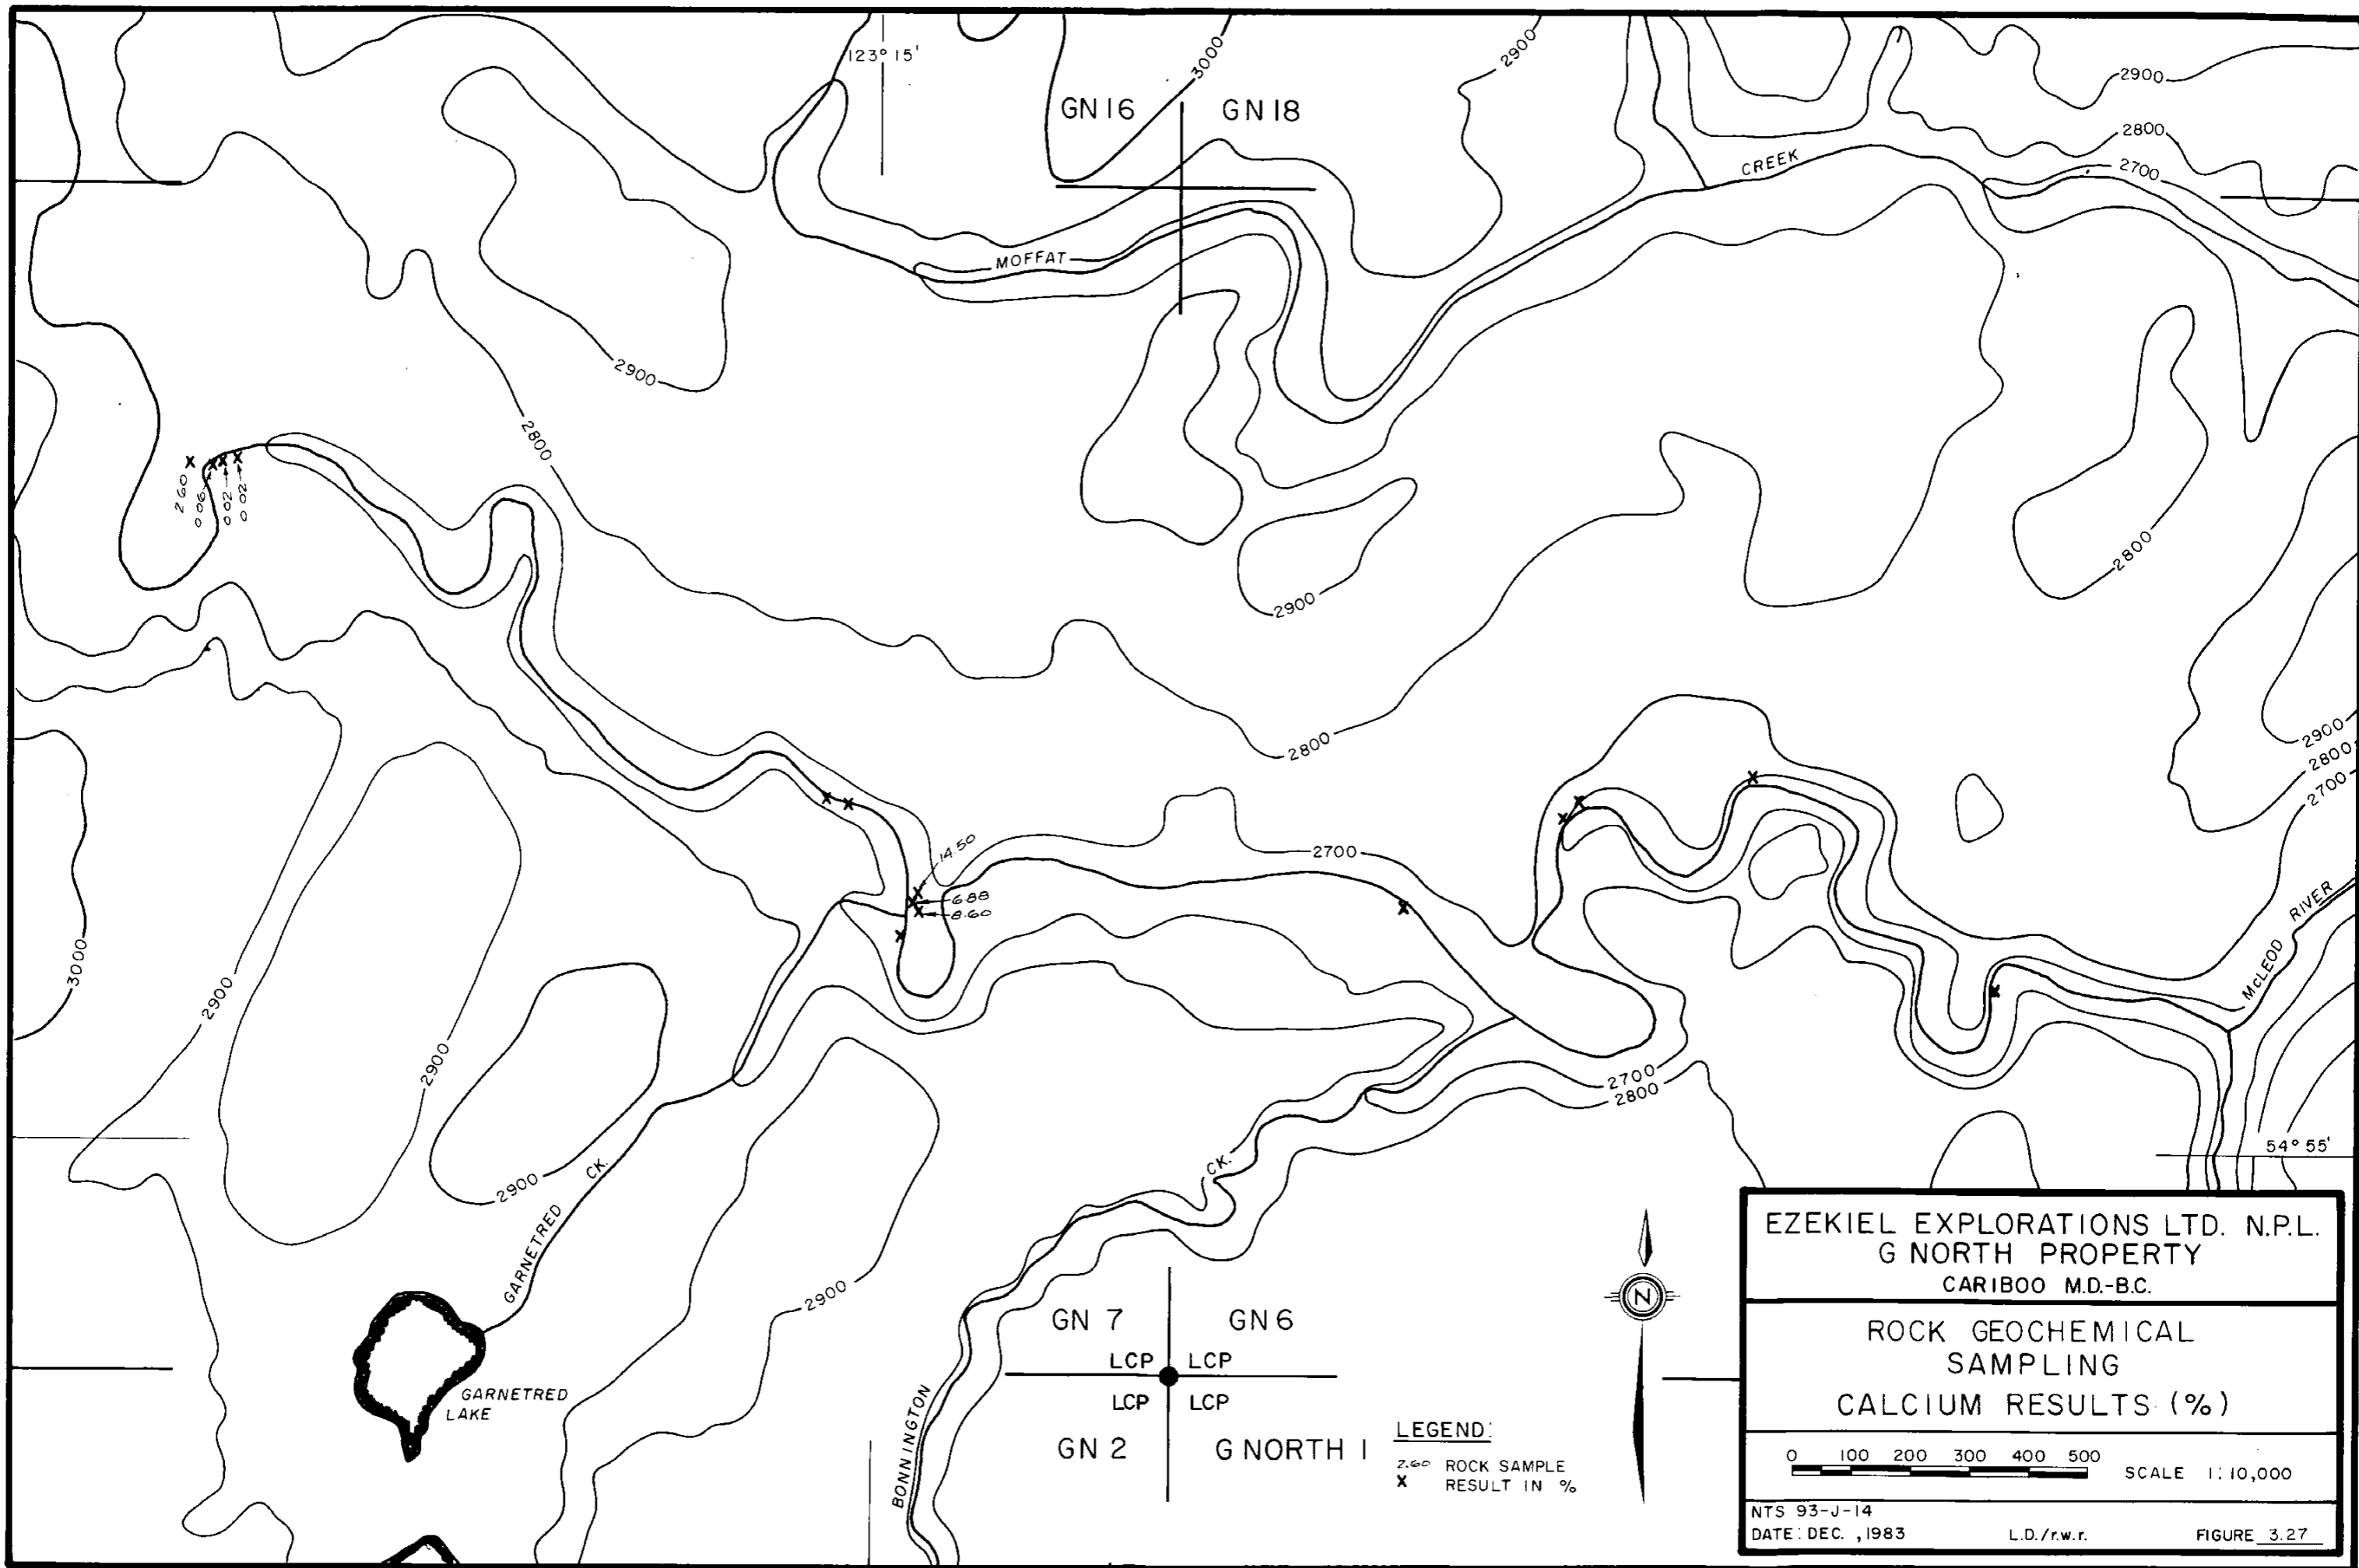 123° 15'
3000
2900
2900
GN 16
GN 18
2800
CREEK
2700
MOFFAT
2900
2800
2.60
0.06
0.02
0.02
2800
2900
2900
2800
2800
2700
14.50
2700
6.88
8.60
RIVER
McLEOD
3000
2900
2900
2700
2800
54° 55'
CK.
CK.
2900
GARNETRED
2900
GN 7
GN 6
LCP
LCP
LCP
LCP
GN 2
G NORTH 1
GARNETRED
LAKE
BONNINGTON
N
LEGEND:
2.60 ROCK SAMPLE
X RESULT IN %
EZEKIEL EXPLORATIONS LTD. N.P.L.
G NORTH PROPERTY
CARIBOO M.D.-B.C.
ROCK GEOCHEMICAL
SAMPLING
CALCIUM RESULTS (%)
0 100 200 300 400 500
SCALE 1:10,000
NTS 93-J-14
DATE: DEC., 1983
L.D./r.w.r.
FIGURE 3.27